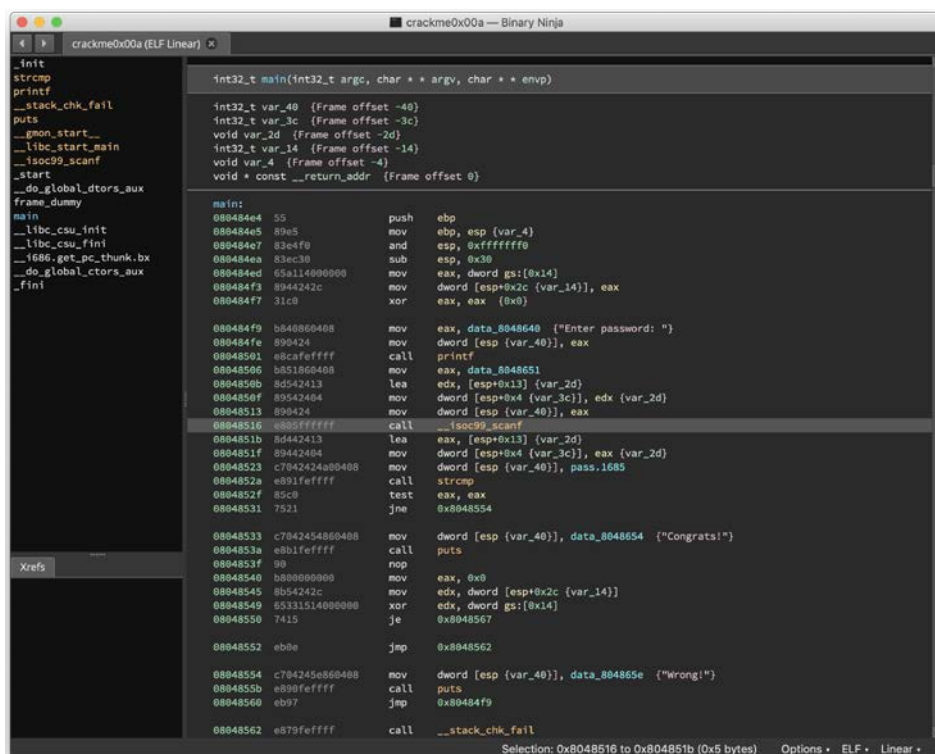 crackme0x00a — Binary Ninja
crackme0x00a (ELF Linear)
_init
strcmp
printf
__stack_chk_fail
puts
__gmon_start__
__libc_start_main
__isoc99_scanf
_start
__do_global_dtors_aux
frame_dummy
main
__libc_csu_init
__libc_csu_fini
__i686.get_pc_thunk.bx
__do_global_ctors_aux
_fini
Xrefs
int32_t main(int32_t argc, char * * argv, char * * envp)
int32_t var_40 {Frame offset -40}
int32_t var_3c {Frame offset -3c}
void var_2d {Frame offset -2d}
int32_t var_14 {Frame offset -14}
void var_4 {Frame offset -4}
void * const __return_addr {Frame offset 0}
main:
080484e4 55 push ebp
080484e5 89e5 mov ebp, esp {var_4}
080484e7 83e4f0 and esp, 0xfffffff0
080484ea 83ec30 sub esp, 0x30
080484ed 65a114000000 mov eax, dword gs:[0x14]
080484f3 8944242c mov dword [esp+0x2c {var_14}], eax
080484f7 31c0 xor eax, eax {0x0}
080484f9 b840860408 mov eax, data_8048640 {"Enter password: "}
080484fe 890424 mov dword [esp {var_40}], eax
08048501 e8cafeffff call printf
08048506 b851860408 mov eax, data_8048651
0804850b 8d542413 lea edx, [esp+0x13] {var_2d}
0804850f 89542404 mov dword [esp+0x4 {var_3c}], edx {var_2d}
08048513 890424 mov dword [esp {var_40}], eax
08048516 e805ffffff call __isoc99_scanf
0804851b 8d442413 lea eax, [esp+0x13] {var_2d}
0804851f 89442404 mov dword [esp+0x4 {var_3c}], eax {var_2d}
08048523 c7042424a00408 mov dword [esp {var_40}], pass.1685
0804852a e891feffff call strcmp
0804852f 85c0 test eax, eax
08048531 7521 jne 0x8048554
08048533 c7042454860408 mov dword [esp {var_40}], data_8048654 {"Congrats!"}
0804853a e8b1feffff call puts
0804853f 90 nop
08048540 b800000000 mov eax, 0x0
08048545 8b54242c mov edx, dword [esp+0x2c {var_14}]
08048549 65331514000000 xor edx, dword gs:[0x14]
08048550 7415 je 0x8048567
08048552 eb0e jmp 0x8048562
08048554 c704245e860408 mov dword [esp {var_40}], data_804865e {"Wrong!"}
0804855b e890feffff call puts
08048560 eb97 jmp 0x80484f9
08048562 e879feffff call __stack_chk_fail
Selection: 0x8048516 to 0x804851b (0x5 bytes) Options ELF Linear